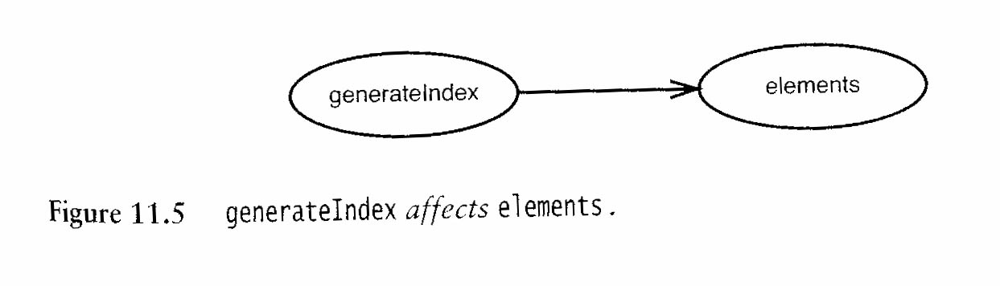 generateIndex
elements
Figure 11.5 generateIndex affects elements.